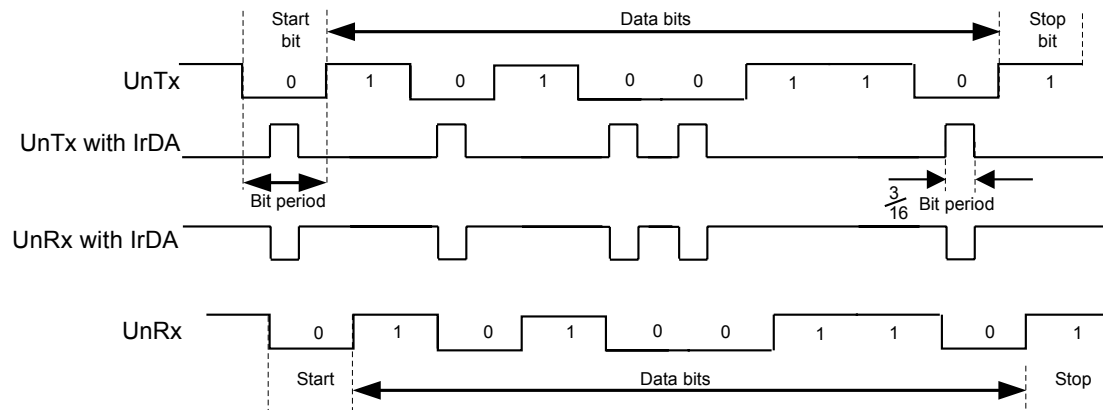 Start bit
Data bits
Stop bit
UnTx
0 1 0 1 0 0 1 1 0 1
UnTx with IrDA
Bit period
3/16 Bit period
UnRx with IrDA
UnRx
0 1 0 1 0 0 1 1 0 1
Start
Data bits
Stop